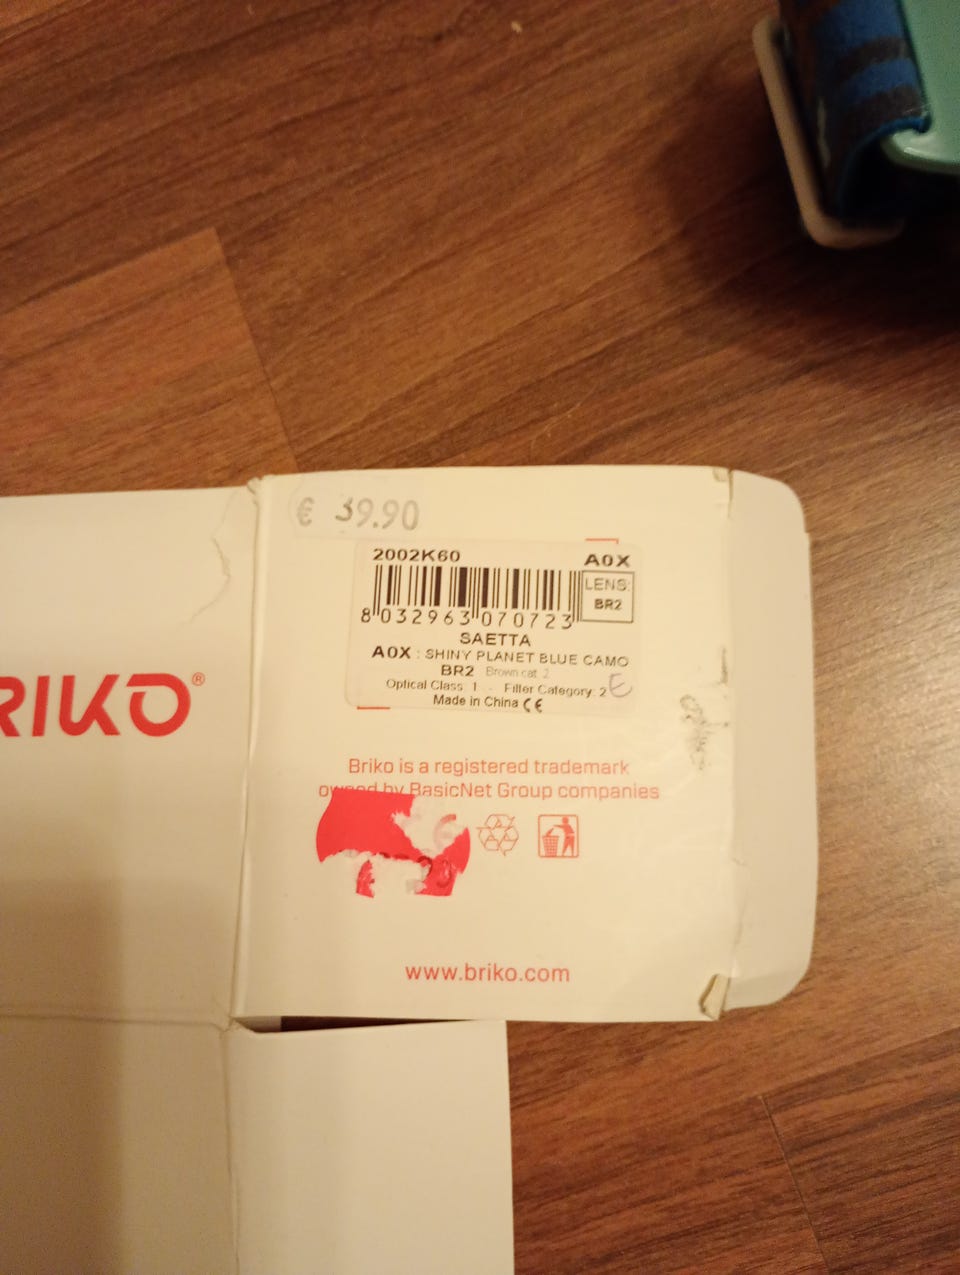 € 39.90
2002K60 A0X
LENS:
BR2
8 032963 070723
SAETTA
A0X : SHINY PLANET BLUE CAMO
BR2 Brown cat. 2
Optical Class: 1 - Filter Category: 2 E
Made in China CE
RIKO®
Briko is a registered trademark
owned by BasicNet Group companies
www.briko.com